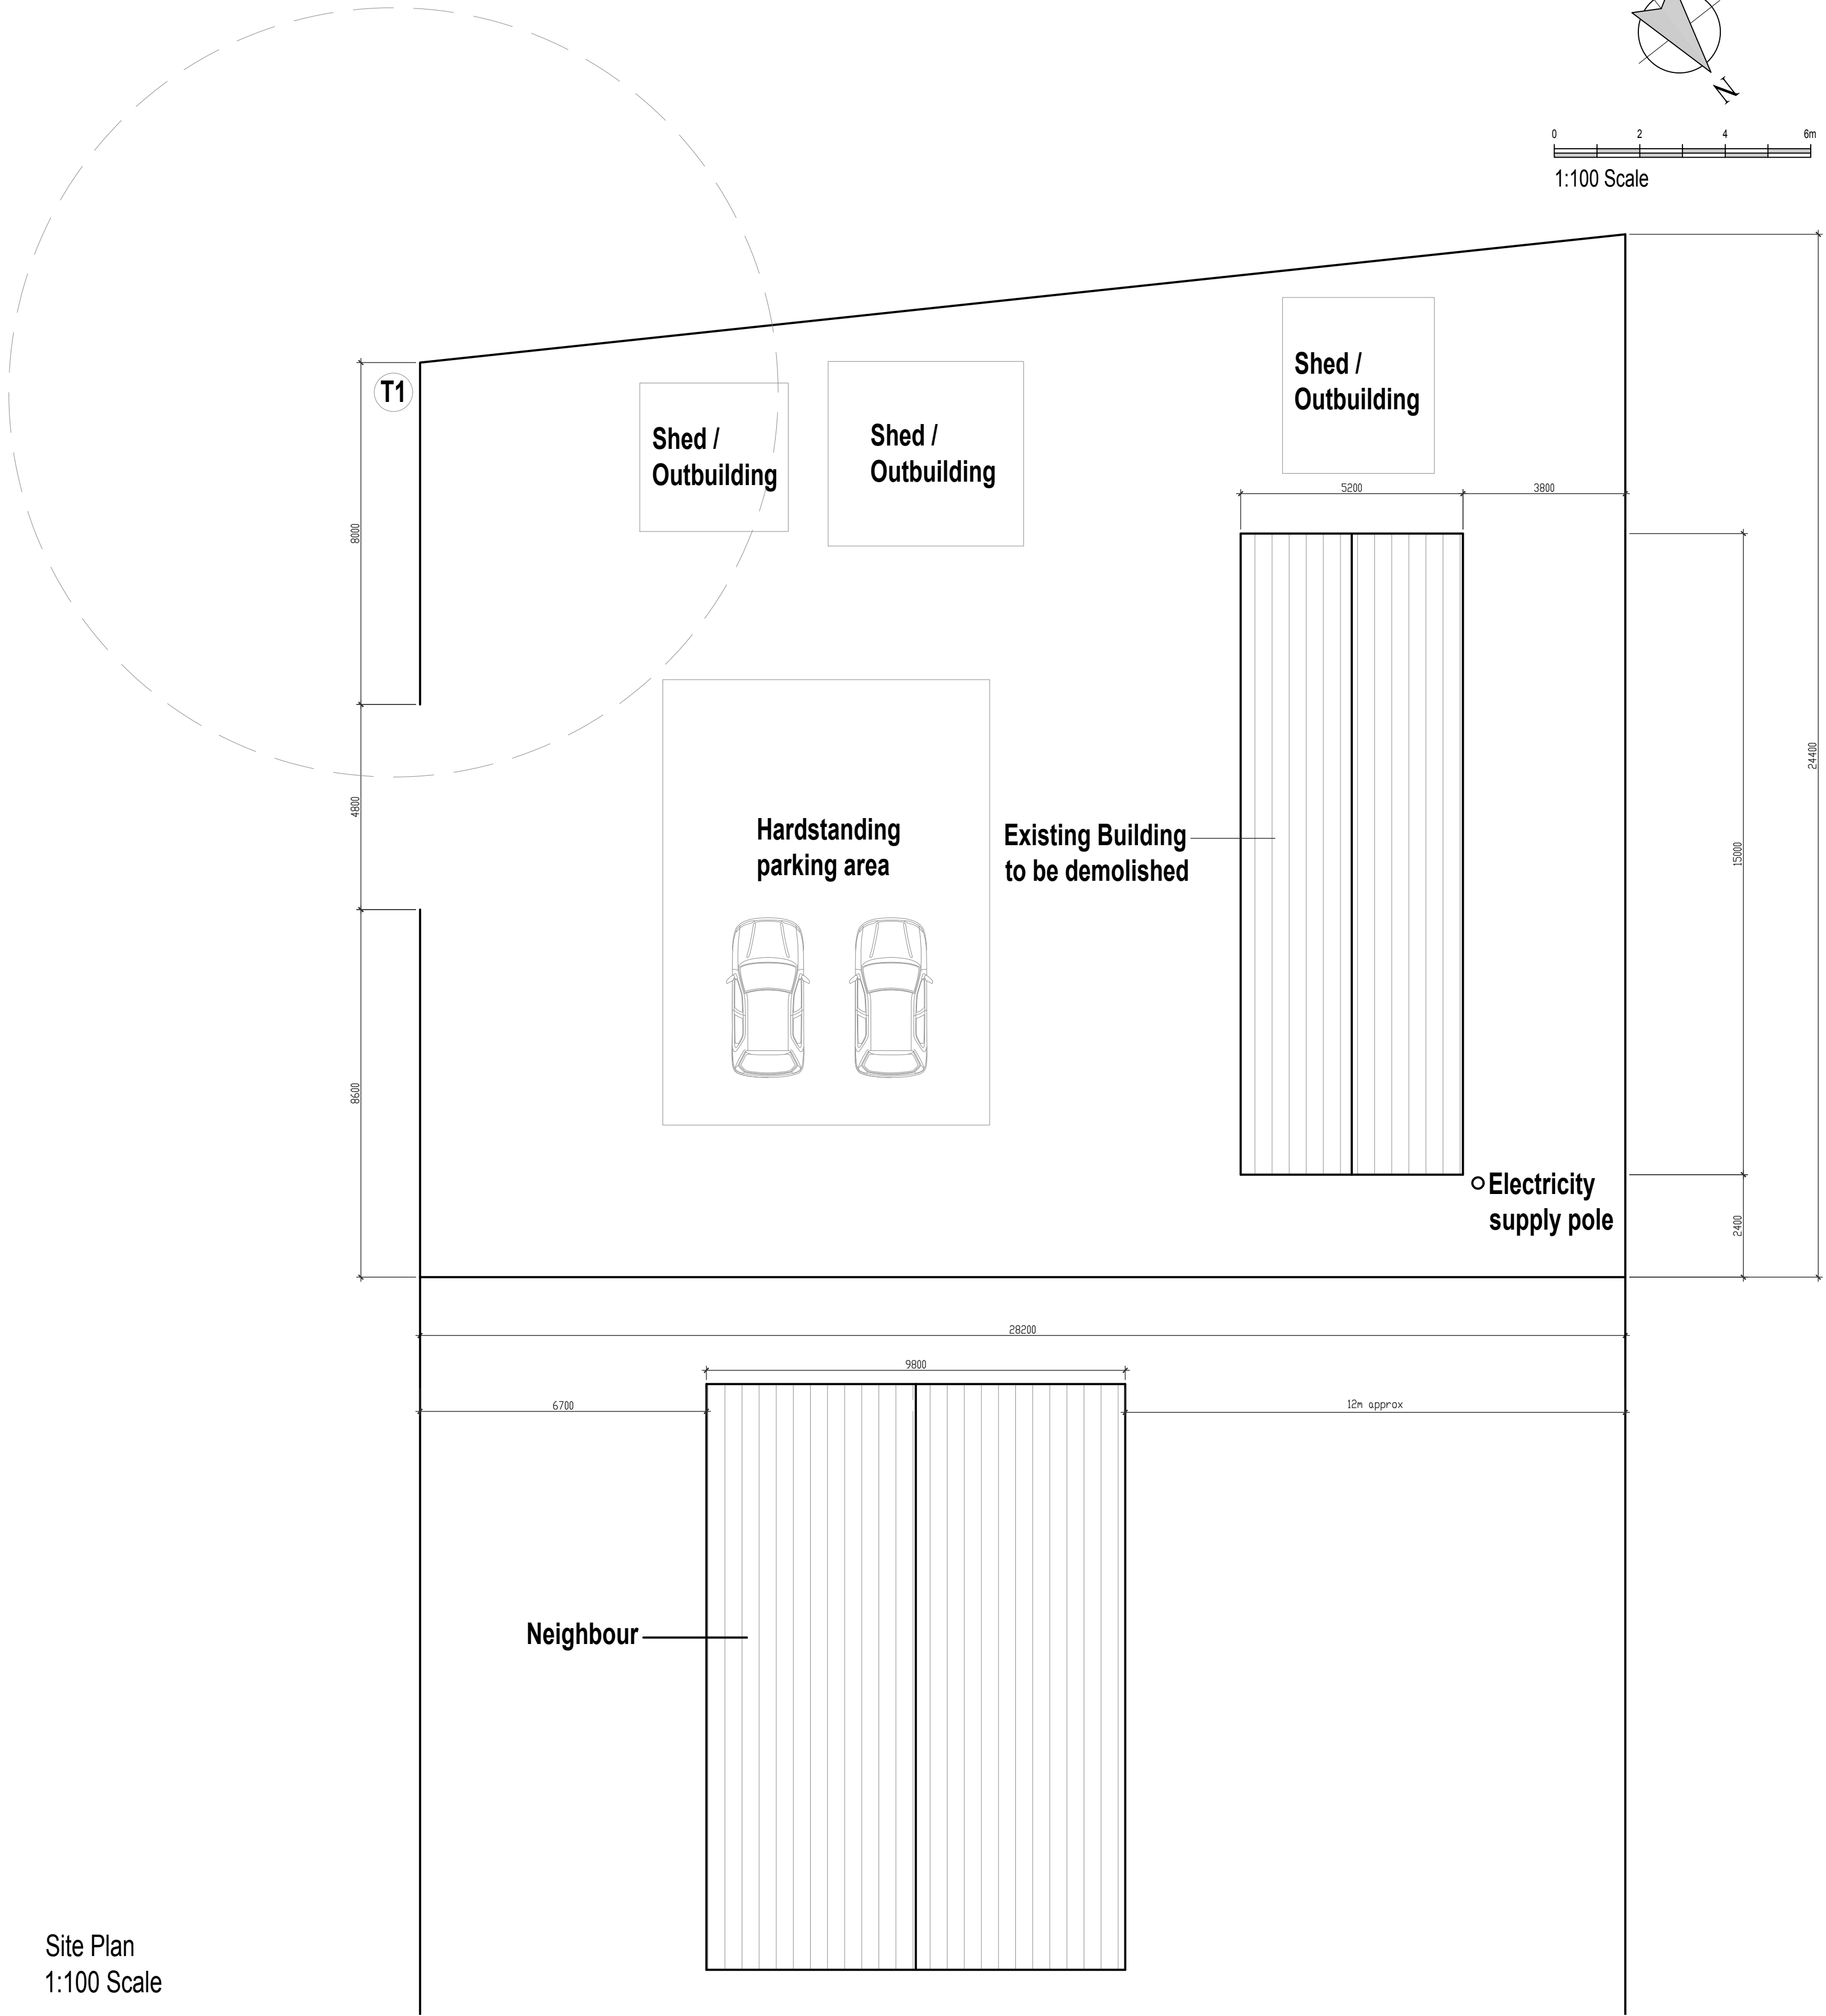 N
0 2 4 6m
1:100 Scale
T1
Shed /
Outbuilding
Shed /
Outbuilding
Shed /
Outbuilding
5200
3800
8000
4800
8600
24400
15000
2400
Hardstanding
parking area
Existing Building
to be demolished
Electricity
supply pole
28200
9800
6700
12m approx
Neighbour
Site Plan
1:100 Scale